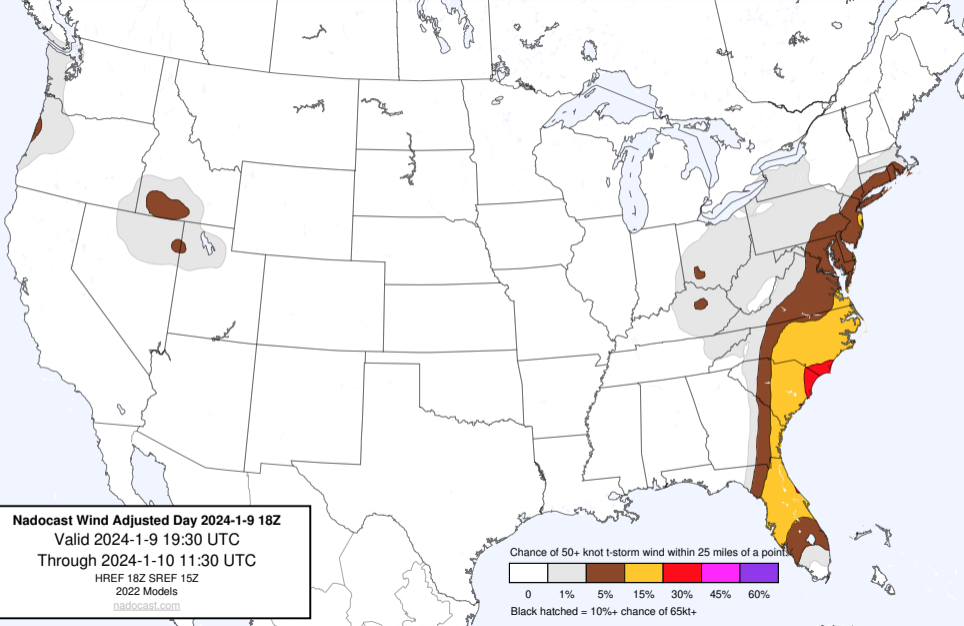 Nadocast Wind Adjusted Day 2024-1-9 18Z
Valid 2024-1-9 19:30 UTC
Through 2024-1-10 11:30 UTC
HREF 18Z SREF 15Z
2022 Models
nadocast.com
Chance of 50+ knot t-storm wind within 25 miles of a point.
0 1% 5% 15% 30% 45% 60%
Black hatched = 10%+ chance of 65kt+